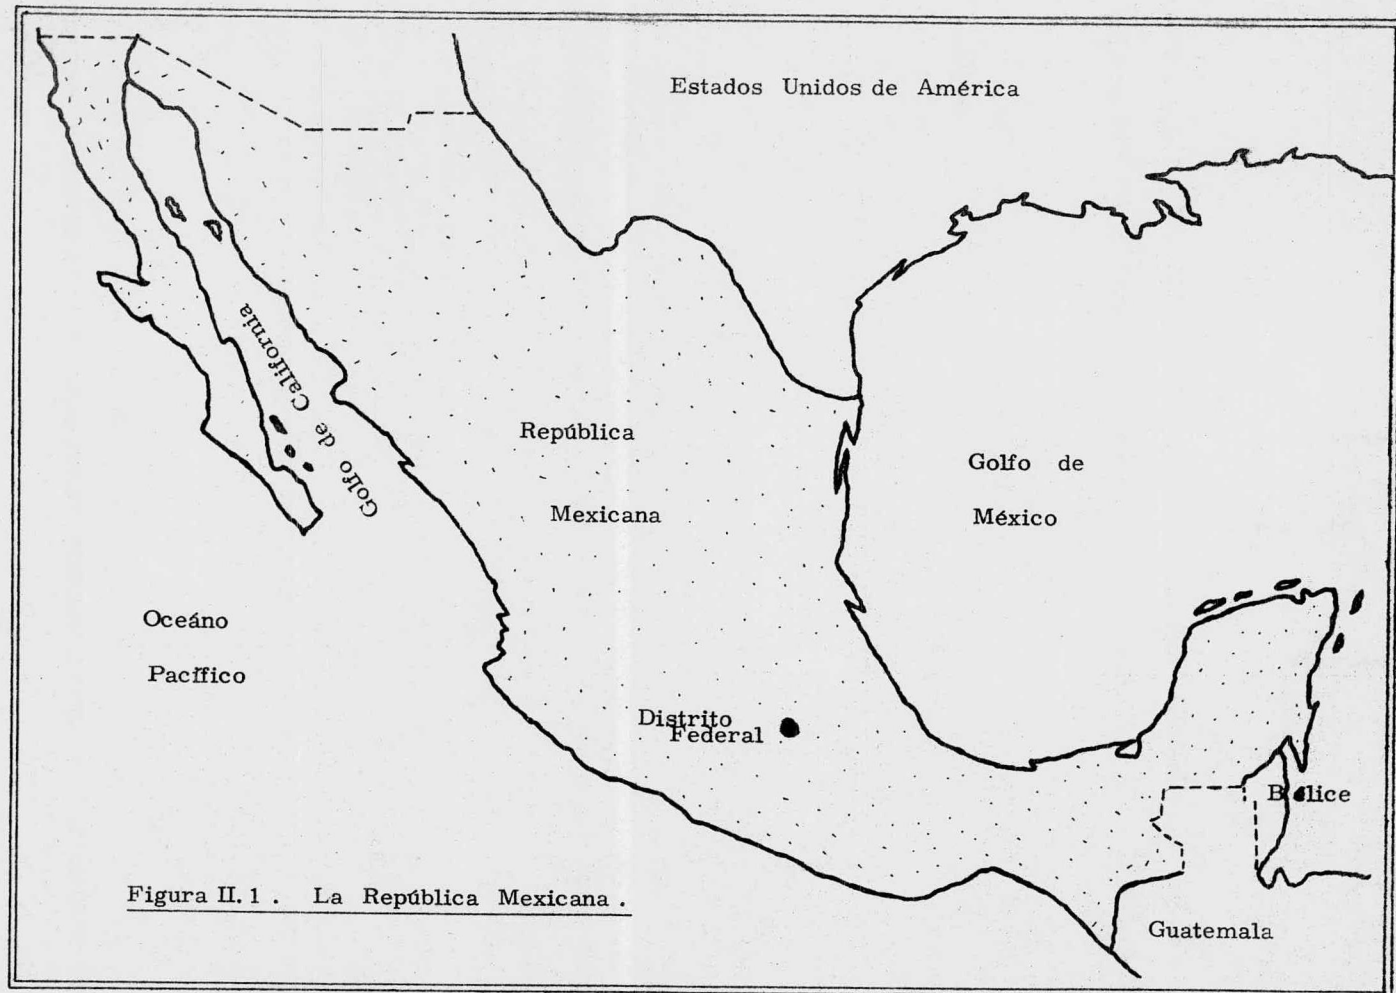 Estados Unidos de América
Golfo de California
República
Mexicana
Golfo de
México
Oceáno
Pacífico
Distrito
Federal
Belice
Figura II. 1 . La República Mexicana .
Guatemala